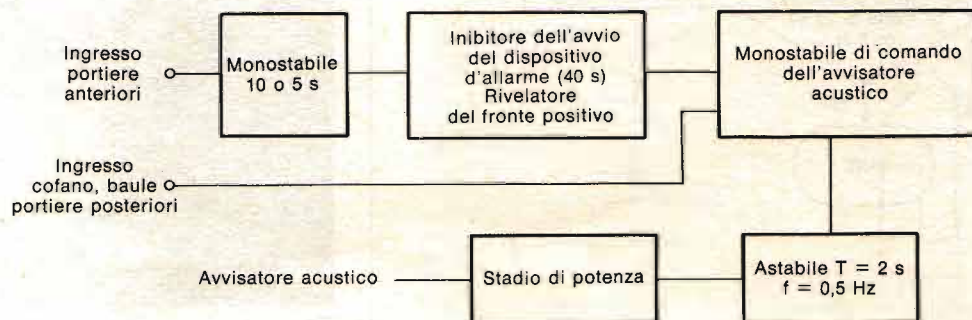 Ingresso
portiere
anteriori
Monostabile
10 o 5 s
Inibitore dell'avvio
del dispositivo
d'allarme (40 s)
Rivelatore
del fronte positivo
Monostabile di comando
dell'avvisatore
acustico
Ingresso
cofano, baule
portiere posteriori
Avvisatore acustico
Stadio di potenza
Astabile T = 2 s
f = 0,5 Hz